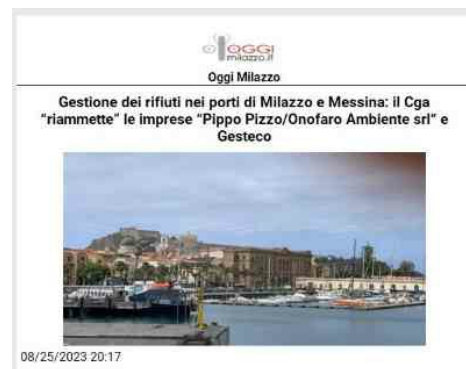 OGGI
milazzo.it
Oggi Milazzo
Gestione dei rifiuti nei porti di Milazzo e Messina: il Cga
"riammette" le imprese “Pippo Pizzo/Onofaro Ambiente srl” e
Gesteco
08/25/2023 20:17